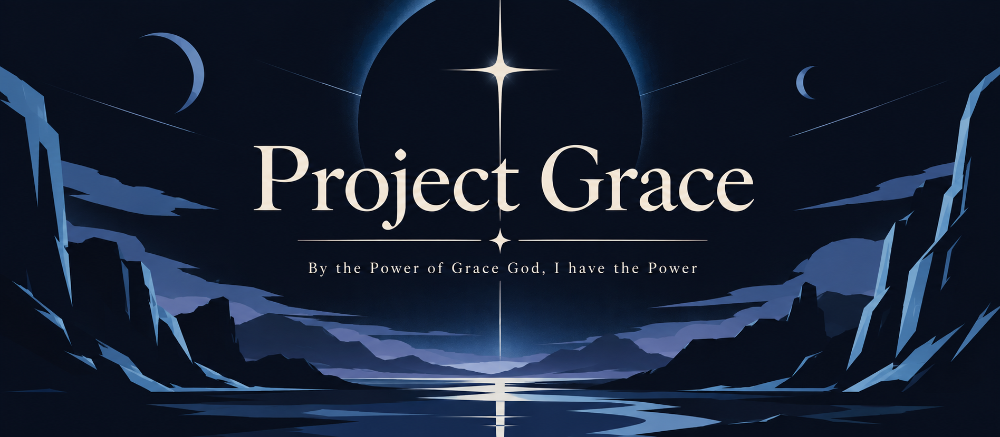 Project Grace
By the Power of Grace God, I have the Power